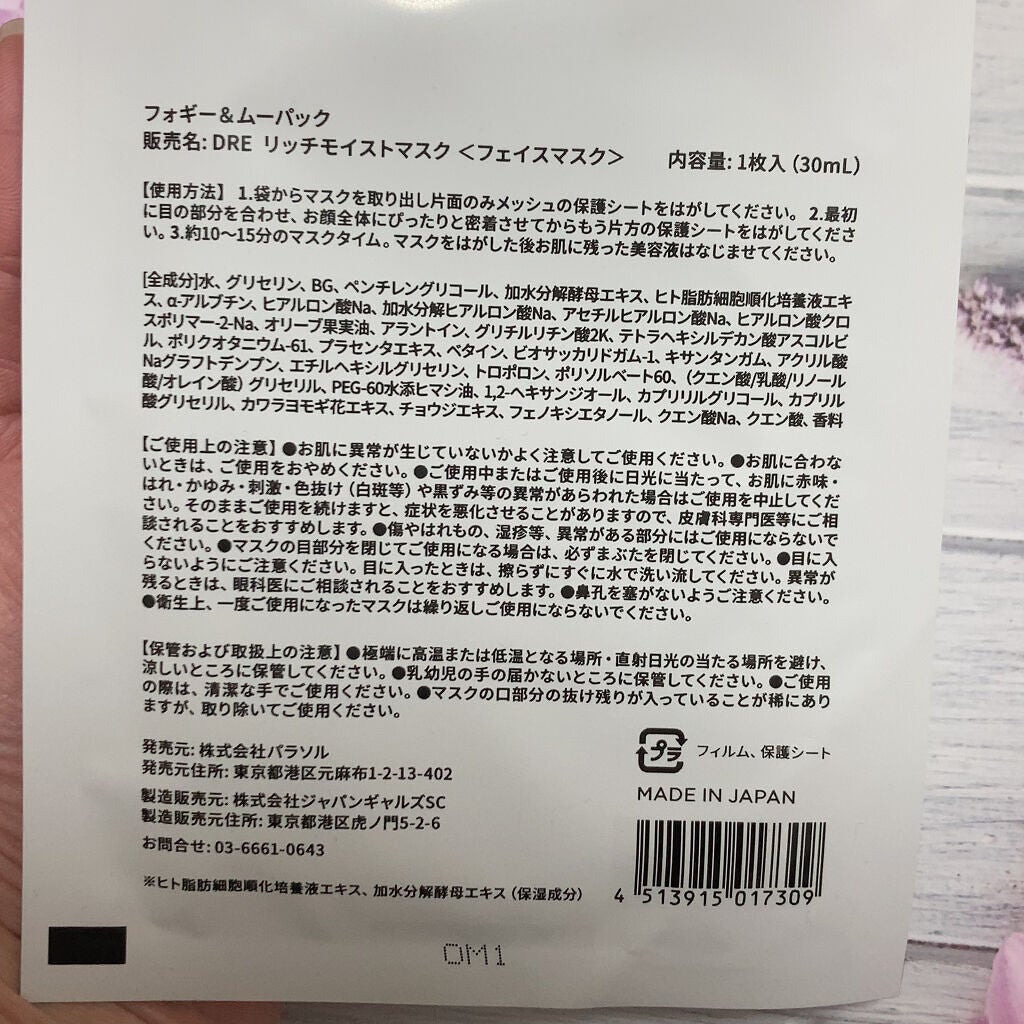 フォギー＆ムーパック
販売名: DRE リッチモイストマスク ＜フェイスマスク＞ 内容量: 1枚入（30mL）
【使用方法】 1.袋からマスクを取り出し片面のみメッシュの保護シートをはがしてください。 2.最初
に目の部分を合わせ、お顔全体にぴったりと密着させてからもう片方の保護シートをはがしてくださ
い。3.約10〜15分のマスクタイム。マスクをはがした後お肌に残った美容液はなじませてください。
[全成分]水、グリセリン、BG、ペンチレングリコール、加水分解酵母エキス、ヒト脂肪細胞順化培養液エキ
ス、α-アルブチン、ヒアルロン酸Na、加水分解ヒアルロン酸Na、アセチルヒアルロン酸Na、ヒアルロン酸クロ
スポリマー-2-Na、オリーブ果実油、アラントイン、グリチルリチン酸2K、テトラヘキシルデカン酸アスコルビ
ル、ポリクオタニウム-61、プラセンタエキス、ベタイン、ビオサッカリドガム-1、キサンタンガム、アクリル酸
Naグラフトデンプン、エチルヘキシルグリセリン、トロポロン、ポリソルベート60、（クエン酸/乳酸/リノール
酸/オレイン酸）グリセリル、PEG-60水添ヒマシ油、1,2-ヘキサンジオール、カプリリルグリコール、カプリル
酸グリセリル、カワラヨモギ花エキス、チョウジエキス、フェノキシエタノール、クエン酸Na、クエン酸、香料
【ご使用上の注意】●お肌に異常が生じていないかよく注意してご使用ください。●お肌に合わな
いときは、ご使用をおやめください。●ご使用中またはご使用後に日光に当たって、お肌に赤味・
はれ・かゆみ・刺激・色抜け（白斑等）や黒ずみ等の異常があらわれた場合はご使用を中止してくだ
さい。そのままご使用を続けますと、症状を悪化させることがありますので、皮膚科専門医等にご相
談されることをおすすめします。●傷やはれもの、湿疹等、異常がある部分にはご使用にならないで
ください。●マスクの目部分を閉じてご使用になる場合は、必ずまぶたを閉じてください。●目に入
らないようにご注意ください。目に入ったときは、擦らずにすぐに水で洗い流してください。異常が
残るときは、眼科医にご相談されることをおすすめします。●鼻孔を塞がないようご注意ください。
●衛生上、一度ご使用になったマスクは繰り返しご使用にならないでください。
【保管および取扱上の注意】●極端に高温または低温となる場所・直射日光の当たる場所を避け、
涼しいところに保管してください。●乳幼児の手の届かないところに保管してください。●ご使用
の際は、清潔な手でご使用ください。●マスクの口部分の抜け残りが入っていることが稀にあり
ますが、取り除いてご使用ください。
発売元: 株式会社パラソル
発売元住所: 東京都港区元麻布1-2-13-402
製造販売元: 株式会社ジャパンギャルズSC
製造販売元住所: 東京都港区虎ノ門5-2-6
お問合せ: 03-6661-0643
※ヒト脂肪細胞順化培養液エキス、加水分解酵母エキス（保湿成分）
プラ フィルム、保護シート
MADE IN JAPAN
4 513915 017309
0M1